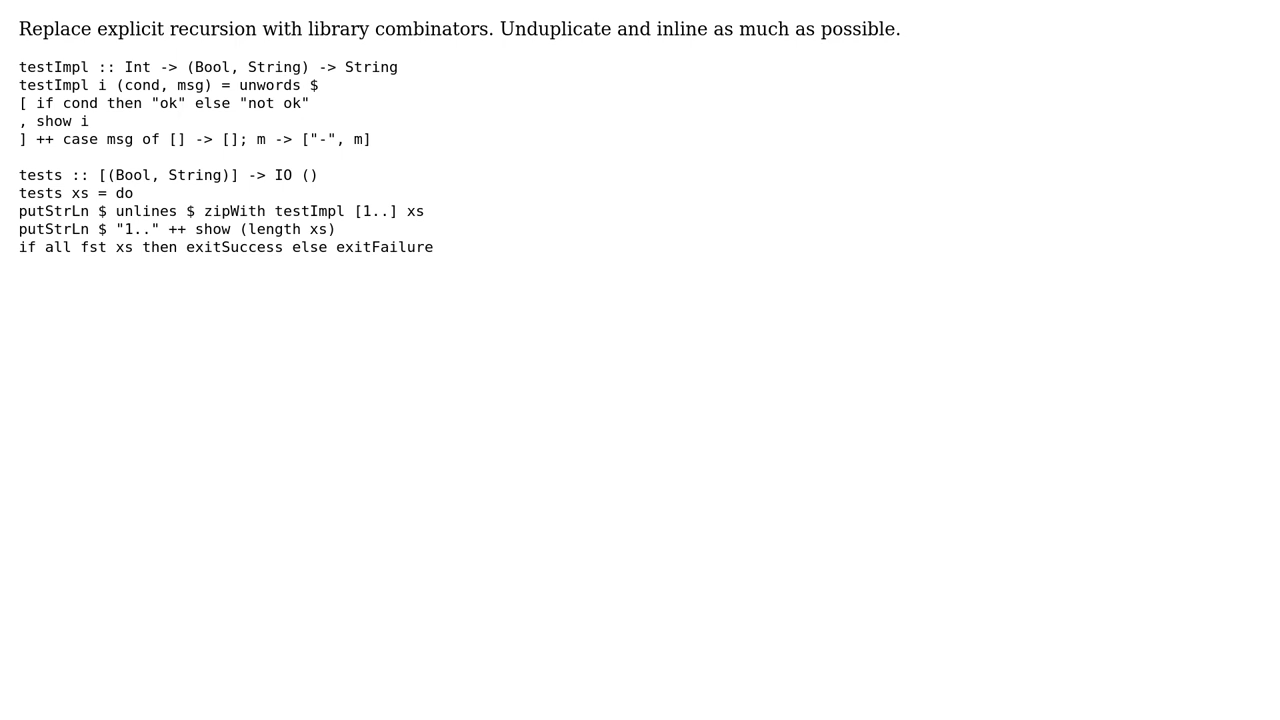 Replace explicit recursion with library combinators. Unduplicate and inline as much as possible.
testImpl :: Int -> (Bool, String) -> String
testImpl i (cond, msg) = unwords $
[ if cond then "ok" else "not ok"
, show i
] ++ case msg of [] -> []; m -> ["-", m]
tests :: [(Bool, String)] -> IO ()
tests xs = do
putStrLn $ unlines $ zipWith testImpl [1..] xs
putStrLn $ "1.." ++ show (length xs)
if all fst xs then exitSuccess else exitFailure